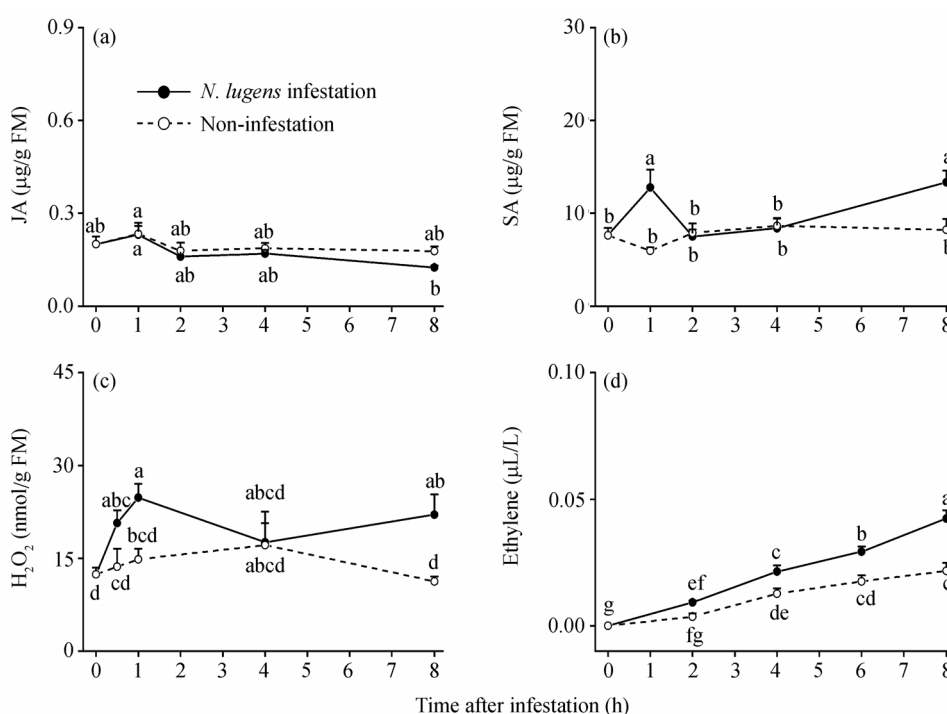 (a)
JA (μg/g FM)
0.9
0.6
0.3
0.0
N. lugens infestation
Non-infestation
ab a ab ab ab
a ab ab b
0 1 2 3 4 5 6 7 8
(b)
SA (μg/g FM)
30
20
10
0
b a b b a
b b b b
0 1 2 3 4 5 6 7 8
(c)
H2O2 (nmol/g FM)
45
30
15
0
abc a abcd ab
bcd d
d cd abcd
0 1 2 3 4 5 6 7 8
(d)
Ethylene (μL/L)
0.10
0.05
0.00
g ef c b a
fg de cd c
0 1 2 3 4 5 6 7 8
Time after infestation (h)